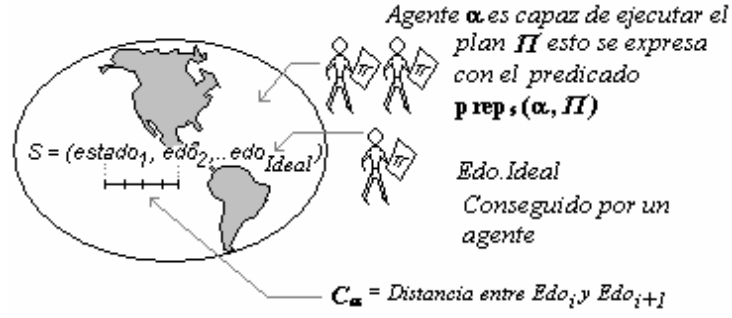 Agente α es capaz de ejecutar el
plan Π esto se expresa
con el predicado
preps(α, Π)
Π
Π
S = (estado1, edo2,..edoIdeal)
Π
Edo.Ideal
Conseguido por un
agente
Cα = Distancia entre Edoi y Edoi+1